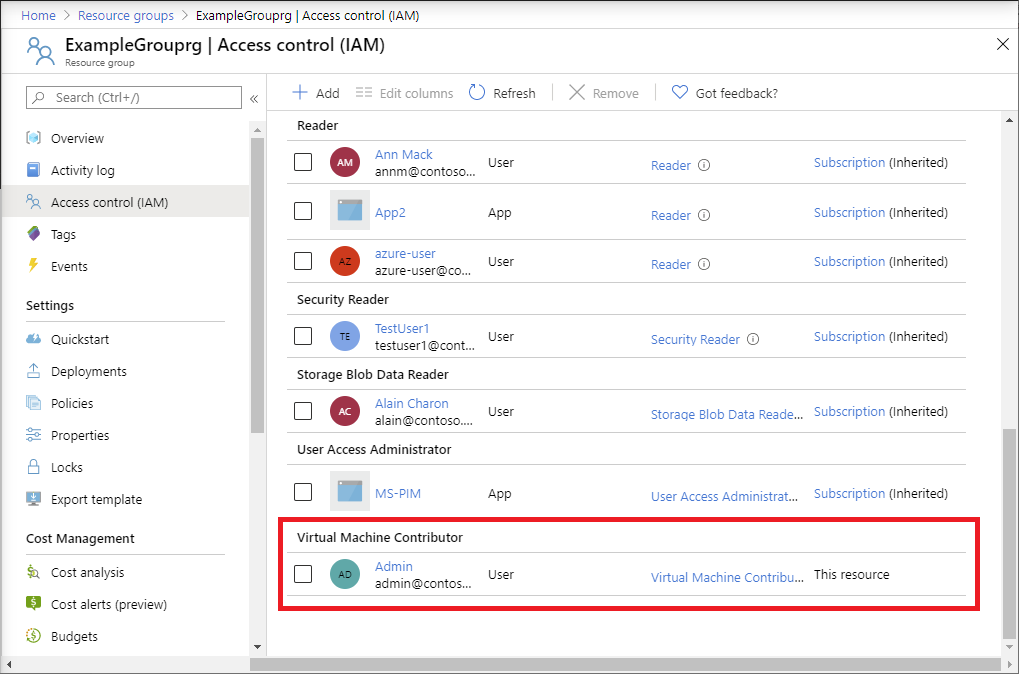 Home > Resource groups > ExampleGrouprg | Access control (IAM)
ExampleGrouprg | Access control (IAM)
Resource group
Search (Ctrl+/)
«
Overview
Activity log
Access control (IAM)
Tags
Events
Settings
Quickstart
Deployments
Policies
Properties
Locks
Export template
Cost Management
Cost analysis
Cost alerts (preview)
Budgets
Add Edit columns Refresh Remove Got feedback?
Reader
AM Ann Mack User Reader Subscription (Inherited)
annm@contoso...
App2 App Reader Subscription (Inherited)
AZ azure-user User Reader Subscription (Inherited)
azure-user@co...
Security Reader
TE TestUser1 User Security Reader Subscription (Inherited)
testuser1@cont...
Storage Blob Data Reader
AC Alain Charon User Storage Blob Data Reade... Subscription (Inherited)
alain@contoso....
User Access Administrator
MS-PIM App User Access Administrat... Subscription (Inherited)
Virtual Machine Contributor
AD Admin User Virtual Machine Contribu... This resource
admin@contos...